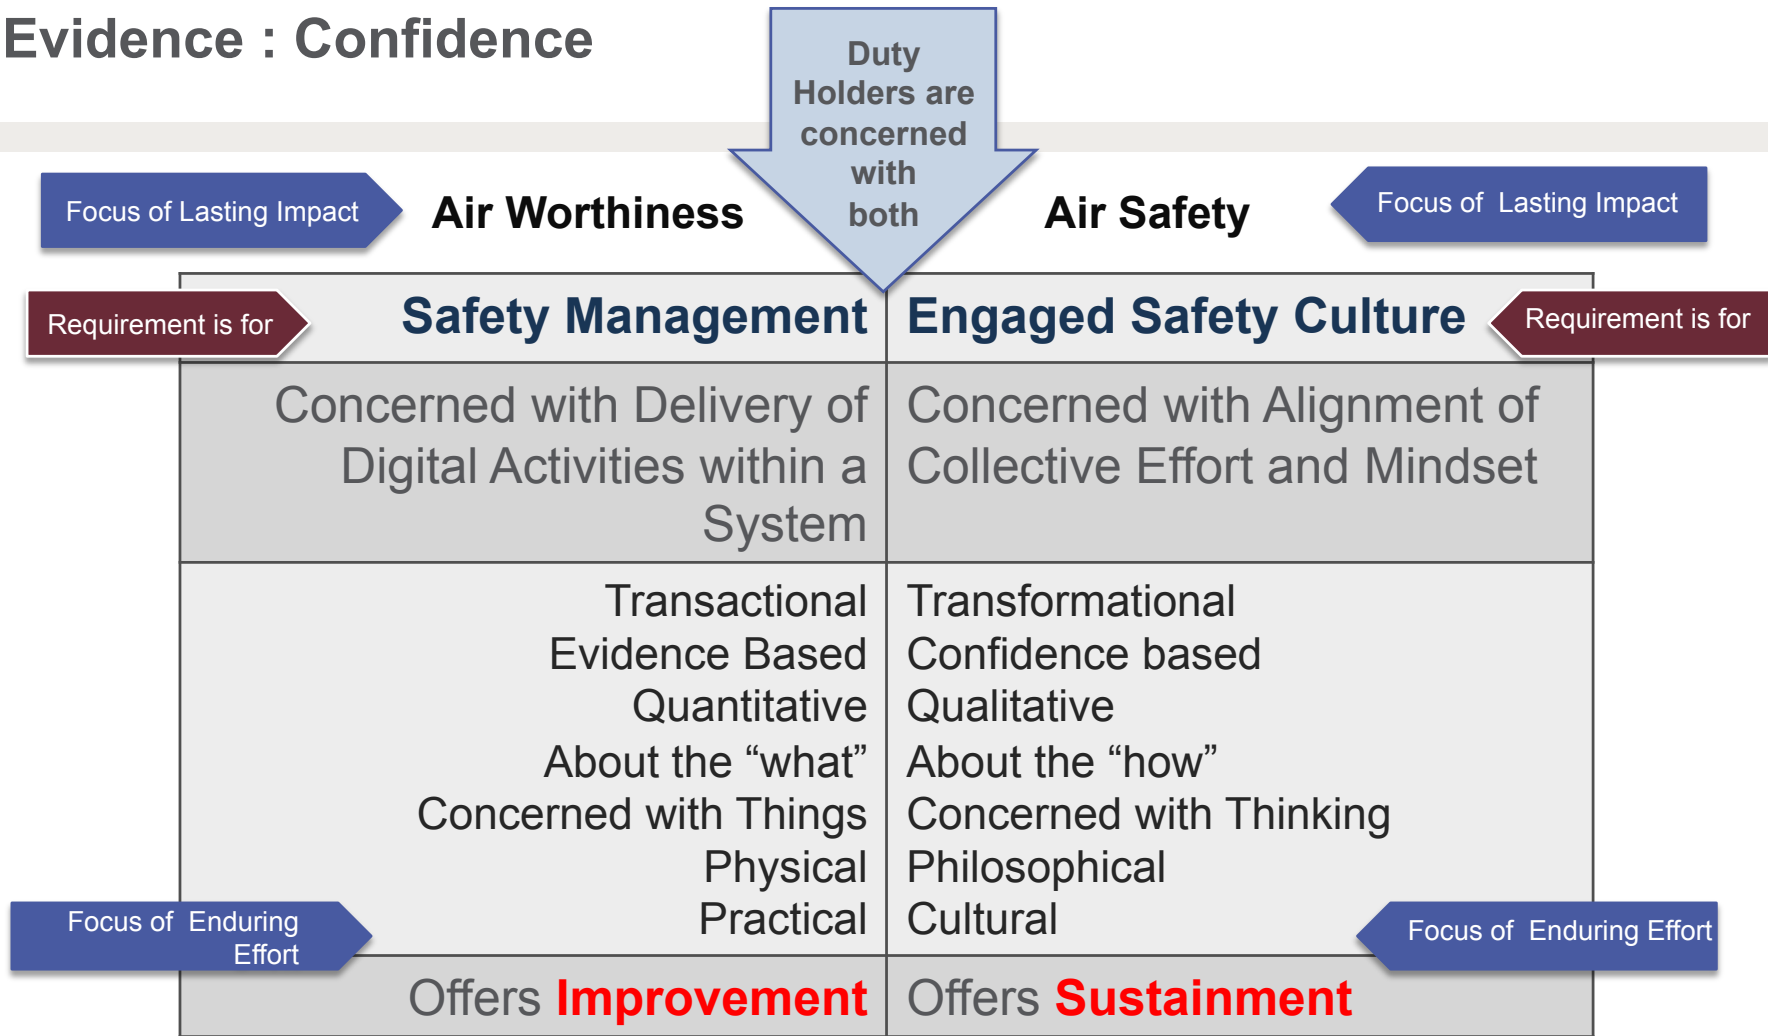 Evidence : Confidence
Duty
Holders are
concerned
with
both
Focus of Lasting Impact
Air Worthiness
Air Safety
Focus of Lasting Impact
Requirement is for
Safety Management
Engaged Safety Culture
Requirement is for
Concerned with Delivery of
Digital Activities within a
System
Concerned with Alignment of
Collective Effort and Mindset
Transactional
Evidence Based
Quantitative
About the “what”
Concerned with Things
Physical
Practical
Transformational
Confidence based
Qualitative
About the “how”
Concerned with Thinking
Philosophical
Cultural
Focus of Enduring
Effort
Focus of Enduring Effort
Offers Improvement
Offers Sustainment